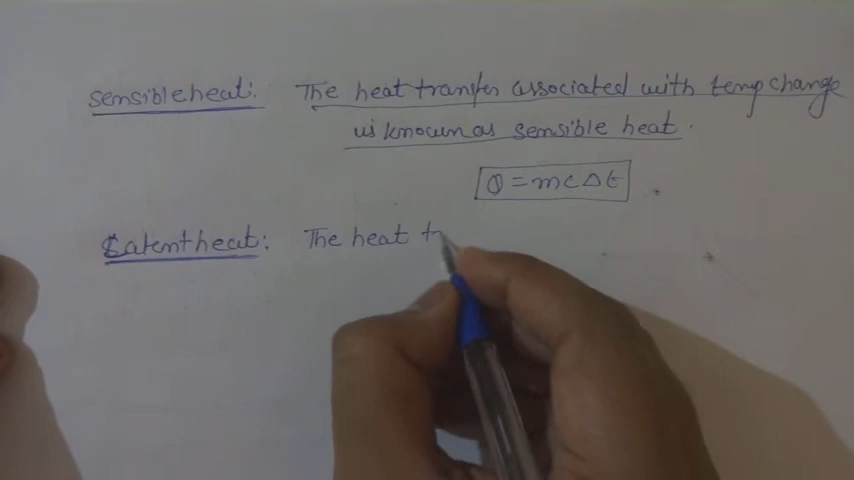 Sensible heat: The heat transfer associated with temp change
is known as sensible heat.
Q = mcΔt
Latent heat: The heat t